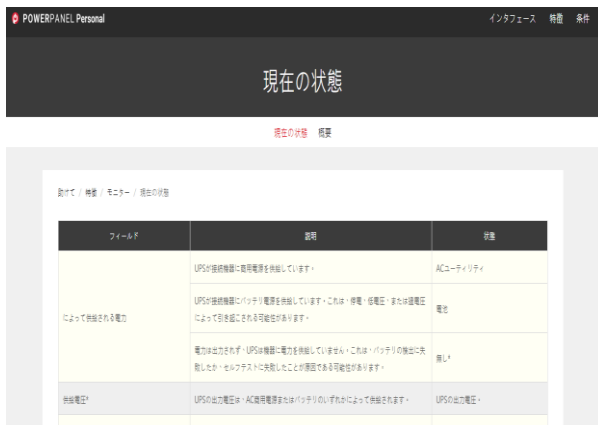 POWERPANEL Personal
インタフェース 特徴 条件
現在の状態
現在の状態 概要
助けて / 特徴 / モニター / 現在の状態
フィールド 説明 状態
UPSが接続機器に商用電源を供給しています。 ACユーティリティ
によって供給される電力
UPSが接続機器にバッテリ電源を供給しています。これは、停電、低電圧、または過電圧
によって引き起こされる可能性があります。
電池
電力は出力されず、UPSは機器に電力を供給していません。これは、バッテリの検出に失
敗したか、セルフテストに失敗したことが原因である可能性があります。
無し*
供給電圧* UPSの出力電圧は、AC商用電源またはバッテリのいずれかによって供給されます。 UPSの出力電圧。